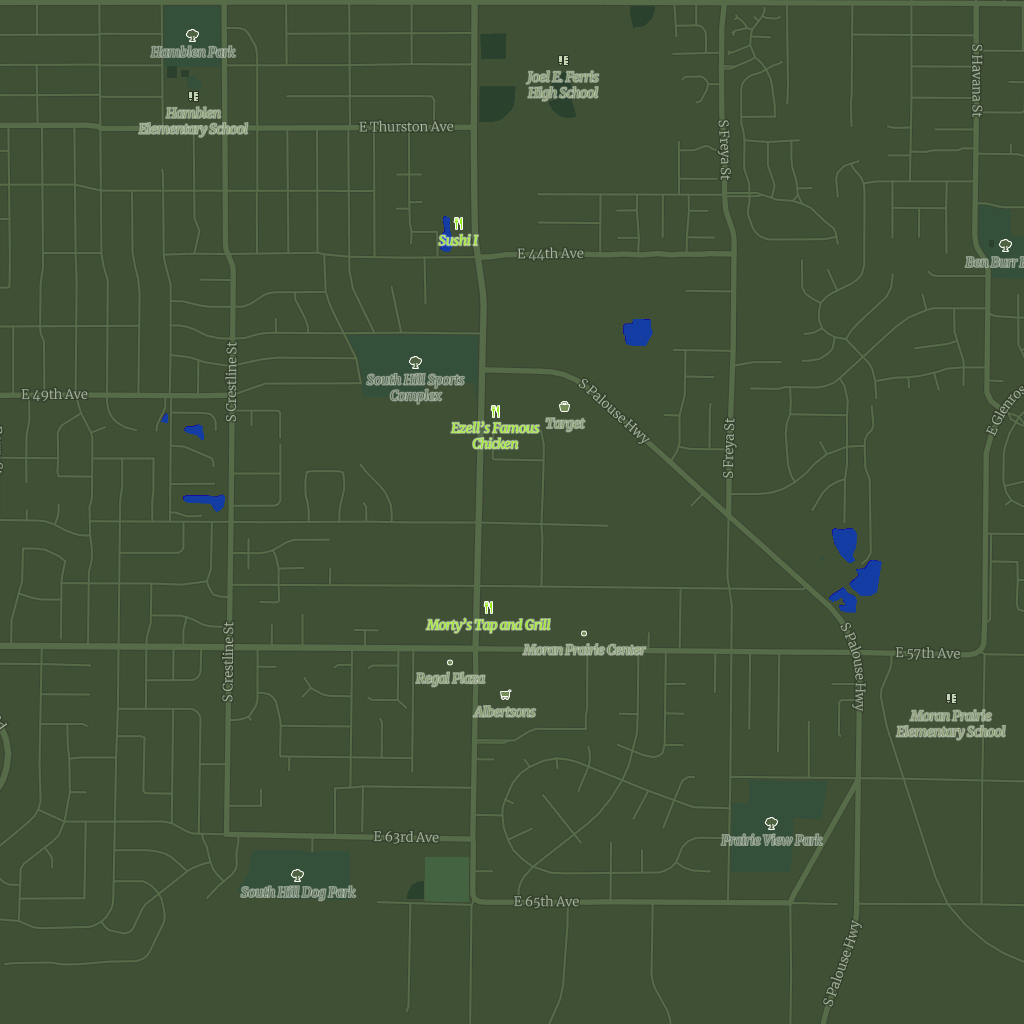 Hamblen Park
Joel E. Ferris
High School
S Havana St
Hamblen
Elementary School
E Thurston Ave
S Freya St
Sushi I
E 44th Ave
South Hill Sports
Complex
S Crestline St
E 49th Ave
S Palouse Hwy
Ezell's Famous
Chicken
Target
S Freya St
Morty's Tap and Grill
Moran Prairie Center
S Crestline St
Regal Plaza
Albertsons
S Palouse Hwy
E 57th Ave
Moran Prairie
Elementary School
E 63rd Ave
Prairie View Park
South Hill Dog Park
E 65th Ave
S Palouse Hwy
Ben Burr
E Glenros